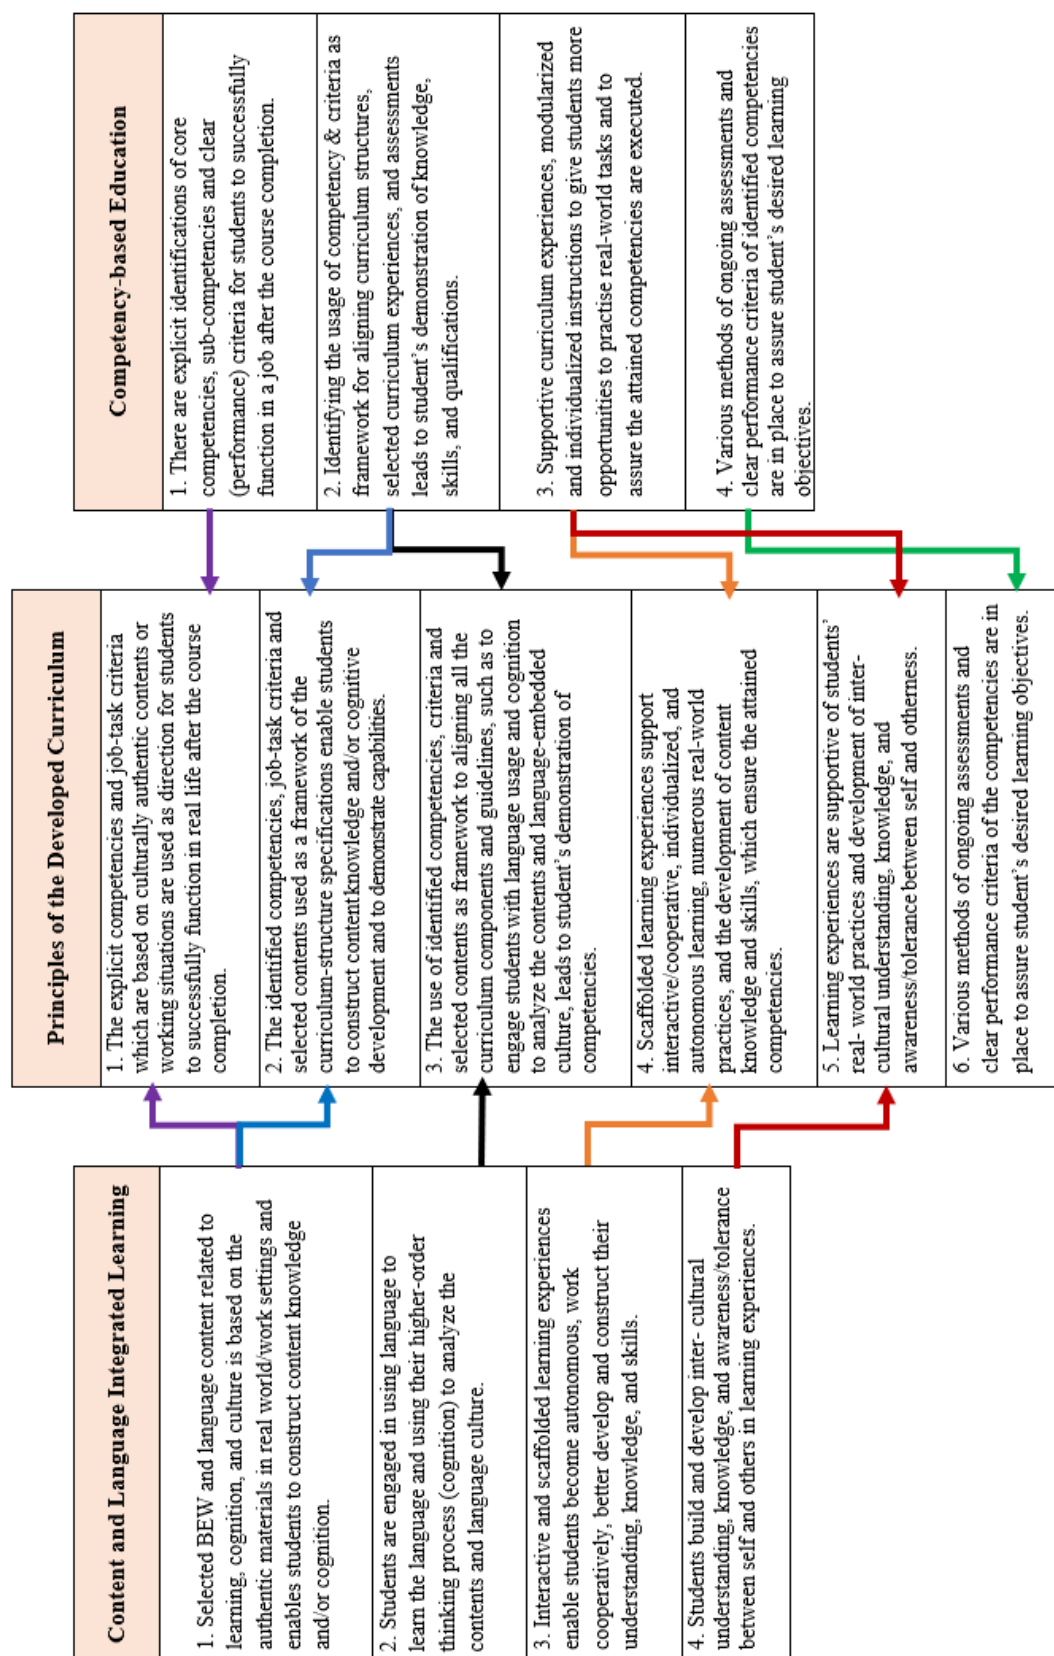 Content and Language Integrated Learning
1. Selected BEW and language content related to
learning, cognition, and culture is based on the
authentic materials in real world/work settings and
enables students to construct content knowledge
and/or cognition.
2. Students are engaged in using language to
learn the language and using their higher-order
thinking process (cognition) to analyze the
contents and language culture.
3. Interactive and scaffolded learning experiences
enable students become autonomous, work
cooperatively, better develop and construct their
understanding, knowledge, and skills.
4. Students build and develop inter- cultural
understanding, knowledge, and awareness/tolerance
between self and others in learning experiences.
Principles of the Developed Curriculum
1. The explicit competencies and job-task criteria
which are based on culturally authentic contents or
working situations are used as direction for students
to successfully function in real life after the course
completion.
2. The identified competencies, job-task criteria and
selected contents used as a framework of the
curriculum-structure specifications enable students
to construct content knowledge and/or cognitive
development and to demonstrate capabilities.
3. The use of identified competencies, criteria and
selected contents as framework to aligning all the
curriculum components and guidelines, such as to
engage students with language usage and cognition
to analyze the contents and language-embedded
culture, leads to student's demonstration of
competencies.
4. Scaffolded learning experiences support
interactive/cooperative, individualized, and
autonomous learning, numerous real-world
practices, and the development of content
knowledge and skills, which ensure the attained
competencies.
5. Learning experiences are supportive of students'
real- world practices and development of inter-
cultural understanding, knowledge, and
awareness/tolerance between self and otherness.
6. Various methods of ongoing assessments and
clear performance criteria of the competencies are in
place to assure student's desired learning objectives.
Competency-based Education
1. There are explicit identifications of core
competencies, sub-competencies and clear
(performance) criteria for students to successfully
function in a job after the course completion.
2. Identifying the usage of competency & criteria as
framework for aligning curriculum structures,
selected curriculum experiences, and assessments
leads to student's demonstration of knowledge,
skills, and qualifications.
3. Supportive curriculum experiences, modularized
and individualized instructions to give students more
opportunities to practise real-world tasks and to
assure the attained competencies are executed.
4. Various methods of ongoing assessments and
clear performance criteria of identified competencies
are in place to assure student's desired learning
objectives.